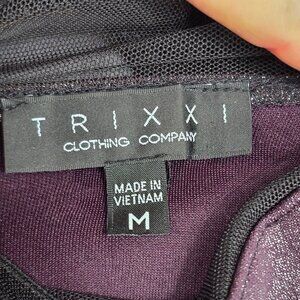 TRIXXI
CLOTHING COMPANY
MADE IN
VIETNAM
M